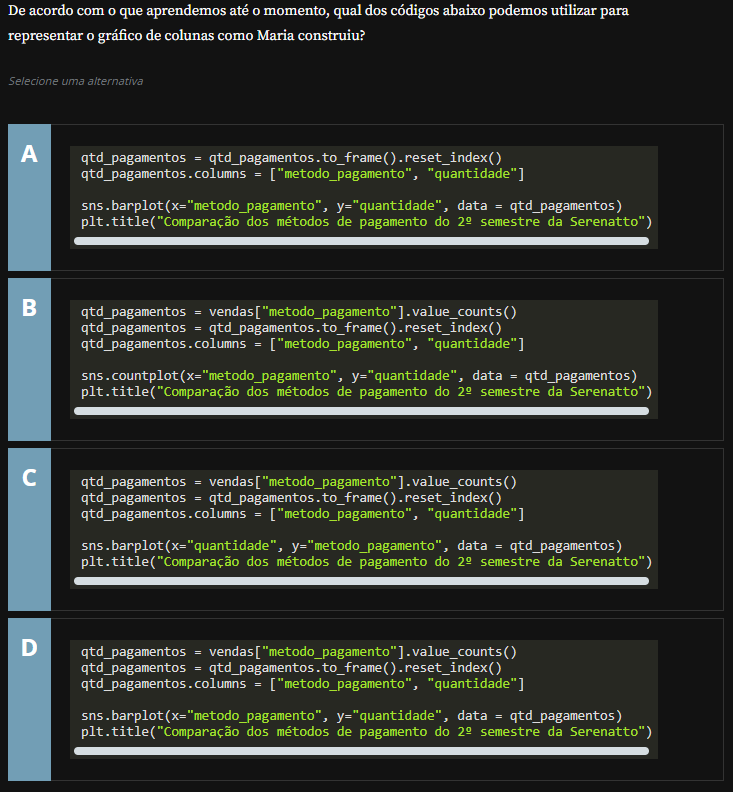 De acordo com o que aprendemos até o momento, qual dos códigos abaixo podemos utilizar para
representar o gráfico de colunas como Maria construiu?
Selecione uma alternativa
A
qtd_pagamentos = qtd_pagamentos.to_frame().reset_index()
qtd_pagamentos.columns = ["metodo_pagamento", "quantidade"]
sns.barplot(x="metodo_pagamento", y="quantidade", data = qtd_pagamentos)
plt.title("Comparação dos métodos de pagamento do 2º semestre da Serenatto")
B
qtd_pagamentos = vendas["metodo_pagamento"].value_counts()
qtd_pagamentos = qtd_pagamentos.to_frame().reset_index()
qtd_pagamentos.columns = ["metodo_pagamento", "quantidade"]
sns.countplot(x="metodo_pagamento", y="quantidade", data = qtd_pagamentos)
plt.title("Comparação dos métodos de pagamento do 2º semestre da Serenatto")
C
qtd_pagamentos = vendas["metodo_pagamento"].value_counts()
qtd_pagamentos = qtd_pagamentos.to_frame().reset_index()
qtd_pagamentos.columns = ["metodo_pagamento", "quantidade"]
sns.barplot(x="quantidade", y="metodo_pagamento", data = qtd_pagamentos)
plt.title("Comparação dos métodos de pagamento do 2º semestre da Serenatto")
D
qtd_pagamentos = vendas["metodo_pagamento"].value_counts()
qtd_pagamentos = qtd_pagamentos.to_frame().reset_index()
qtd_pagamentos.columns = ["metodo_pagamento", "quantidade"]
sns.barplot(x="metodo_pagamento", y="quantidade", data = qtd_pagamentos)
plt.title("Comparação dos métodos de pagamento do 2º semestre da Serenatto")